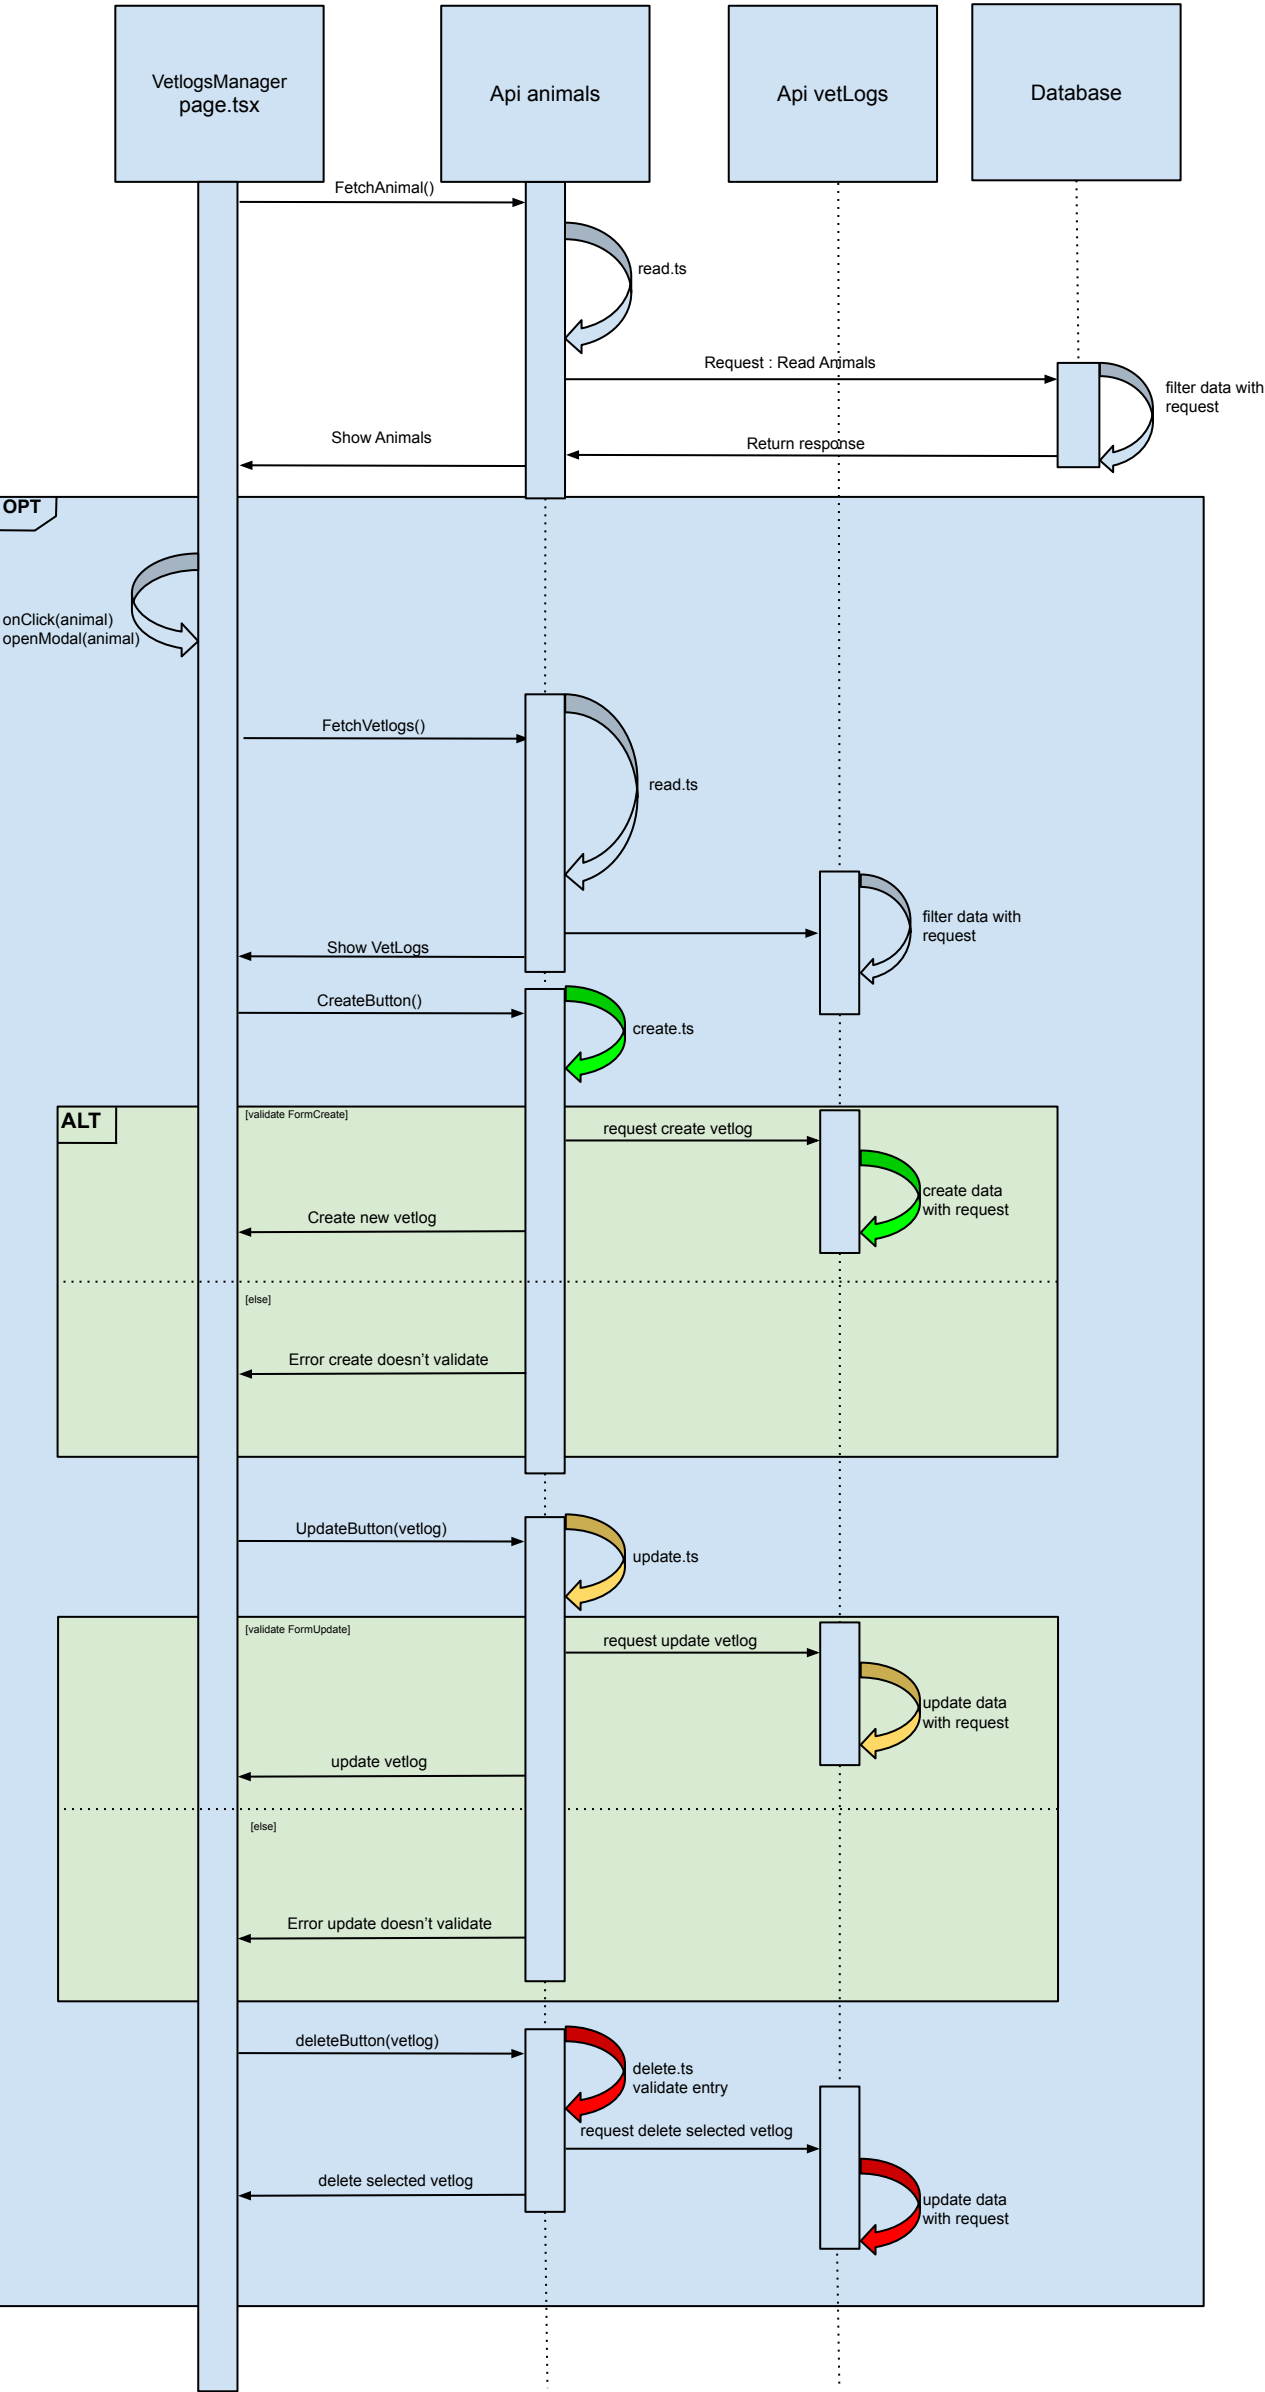 VetlogsManager
page.tsx
Api animals
Api vetLogs
Database
FetchAnimal()
read.ts
Request : Read Animals
filter data with
request
Show Animals
Return response
OPT
onClick(animal)
openModal(animal)
FetchVetlogs()
read.ts
filter data with
request
Show VetLogs
CreateButton()
create.ts
ALT
[validate FormCreate]
request create vetlog
create data
with request
Create new vetlog
[else]
Error create doesn't validate
UpdateButton(vetlog)
update.ts
[validate FormUpdate]
request update vetlog
update data
with request
update vetlog
[else]
Error update doesn't validate
deleteButton(vetlog)
delete.ts
validate entry
request delete selected vetlog
delete selected vetlog
update data
with request